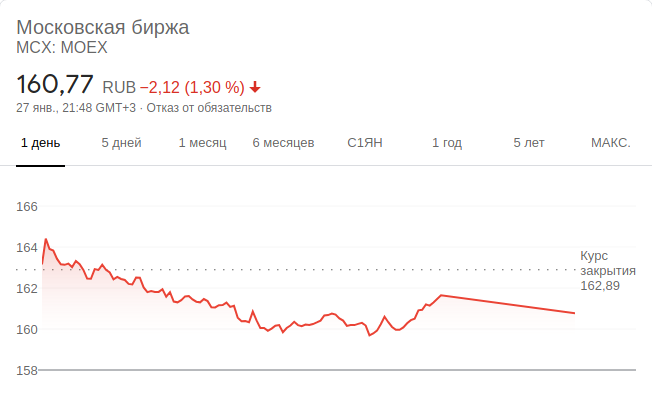 Московская биржа
MCX: MOEX
160,77 RUB −2,12 (1,30 %)
27 янв., 21:48 GMT+3 · Отказ от обязательств
1 день 5 дней 1 месяц 6 месяцев С1ЯН 1 год 5 лет МАКС.
166
164
Курс
закрытия
162,89
162
160
158